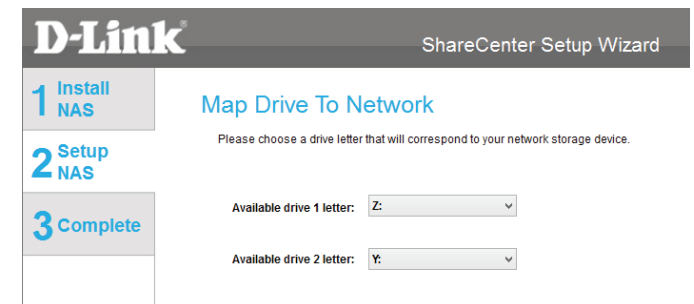 D-Link®
ShareCenter Setup Wizard
1 Install
NAS
2 Setup
NAS
3 Complete
Map Drive To Network
Please choose a drive letter that will correspond to your network storage device.
Available drive 1 letter: Z:
Available drive 2 letter: Y: